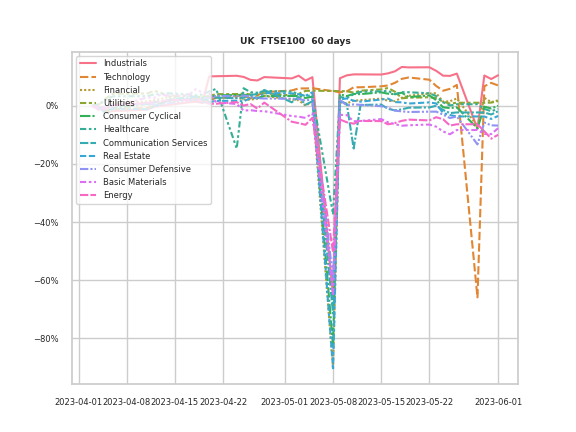 UK FTSE100 60 days
Industrials
Technology
Financial
Utilities
Consumer Cyclical
Healthcare
Communication Services
Real Estate
Consumer Defensive
Basic Materials
Energy
0%
−20%
−40%
−60%
−80%
2023-04-01 2023-04-08 2023-04-15 2023-04-22 2023-05-01 2023-05-08 2023-05-15 2023-05-22 2023-06-01